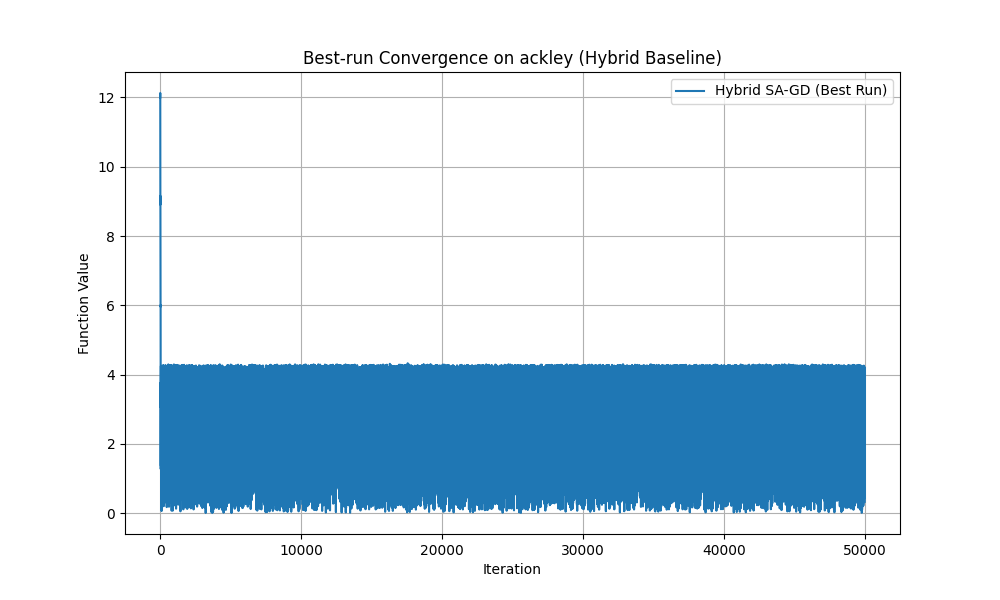 Best-run Convergence on ackley (Hybrid Baseline)
Hybrid SA-GD (Best Run)
Function Value
12
10
8
6
4
2
0
0 10000 20000 30000 40000 50000
Iteration